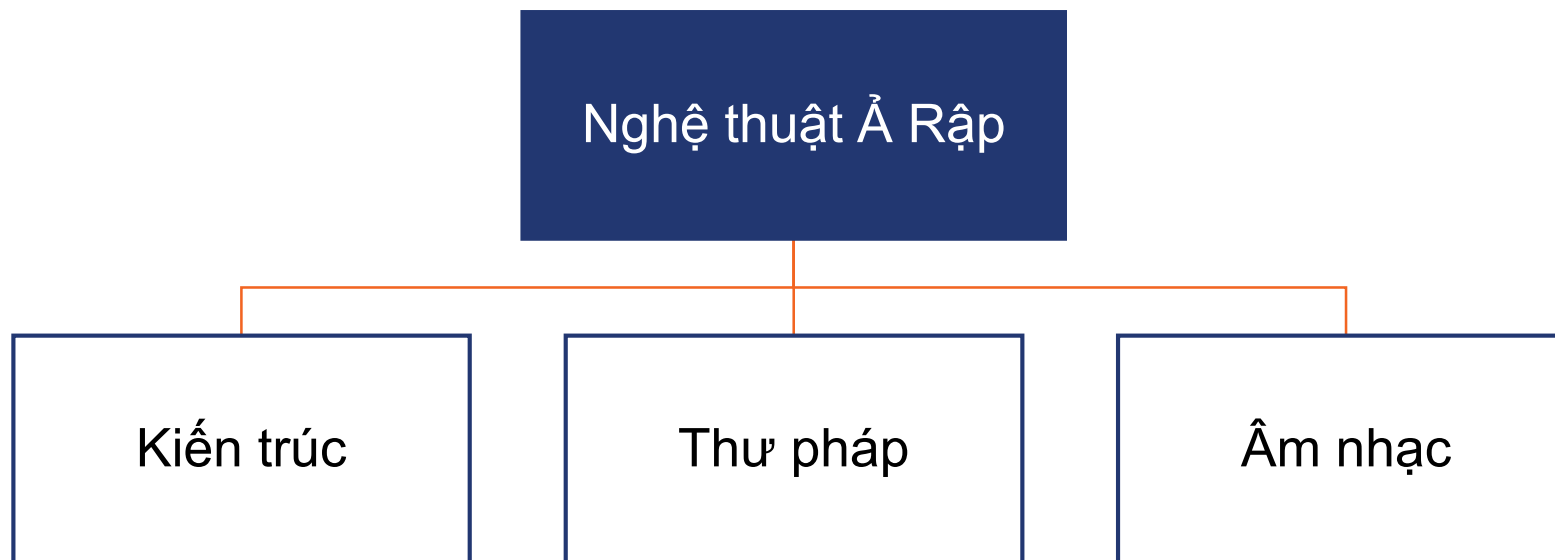 Nghệ thuật Ả Rập
Kiến trúc
Thư pháp
Âm nhạc